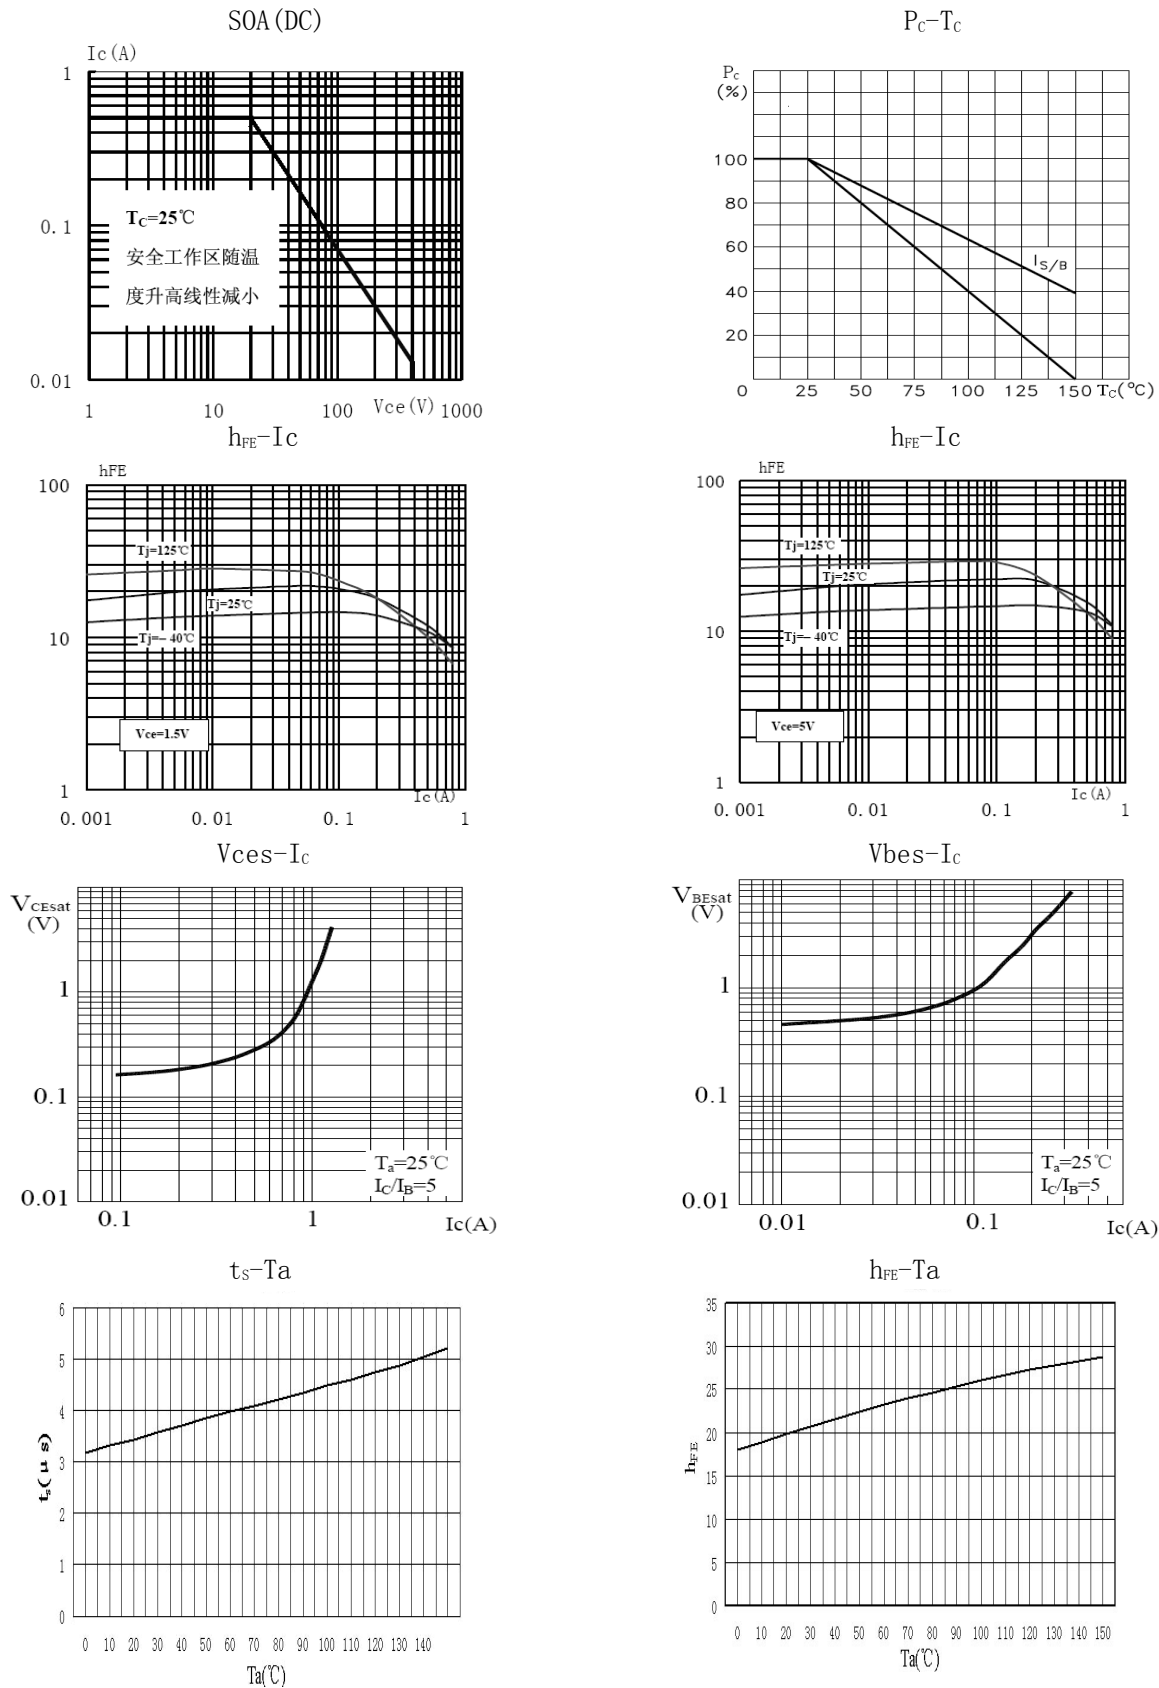 SOA(DC)
Ic(A)
1
0.1
0.01
TC=25℃
安全工作区随温
度升高线性减小
1
10
100
Vce(V)
1000
PC-TC
PC
(%)
100
80
60
40
20
IS/B
0
25
50
75
100
125
150
TC(℃)
hFE-Ic
hFE
100
Tj=125℃
Tj=25℃
10
Tj=-40℃
Vce=1.5V
1
Ic(A)
0.001
0.01
0.1
1
hFE-Ic
hFE
100
Tj=125℃
Tj=25℃
10
Tj=-40℃
Vce=5V
1
Ic(A)
0.001
0.01
0.1
1
Vces-IC
VCEsat
(V)
1
0.1
0.01
Ta=25℃
IC/IB=5
0.1
1
Ic(A)
Vbes-IC
VBEsat
(V)
1
0.1
0.01
Ta=25℃
IC/IB=5
0.01
0.1
Ic(A)
tS-Ta
6
5
4
3
2
1
0
ts(μ s)
0 10 20 30 40 50 60 70 80 90 100 110 120 130 140
Ta(℃)
hFE-Ta
35
30
25
20
15
10
5
0
hFE
0 10 20 30 40 50 60 70 80 90 100 110 120 130 140 150
Ta(℃)